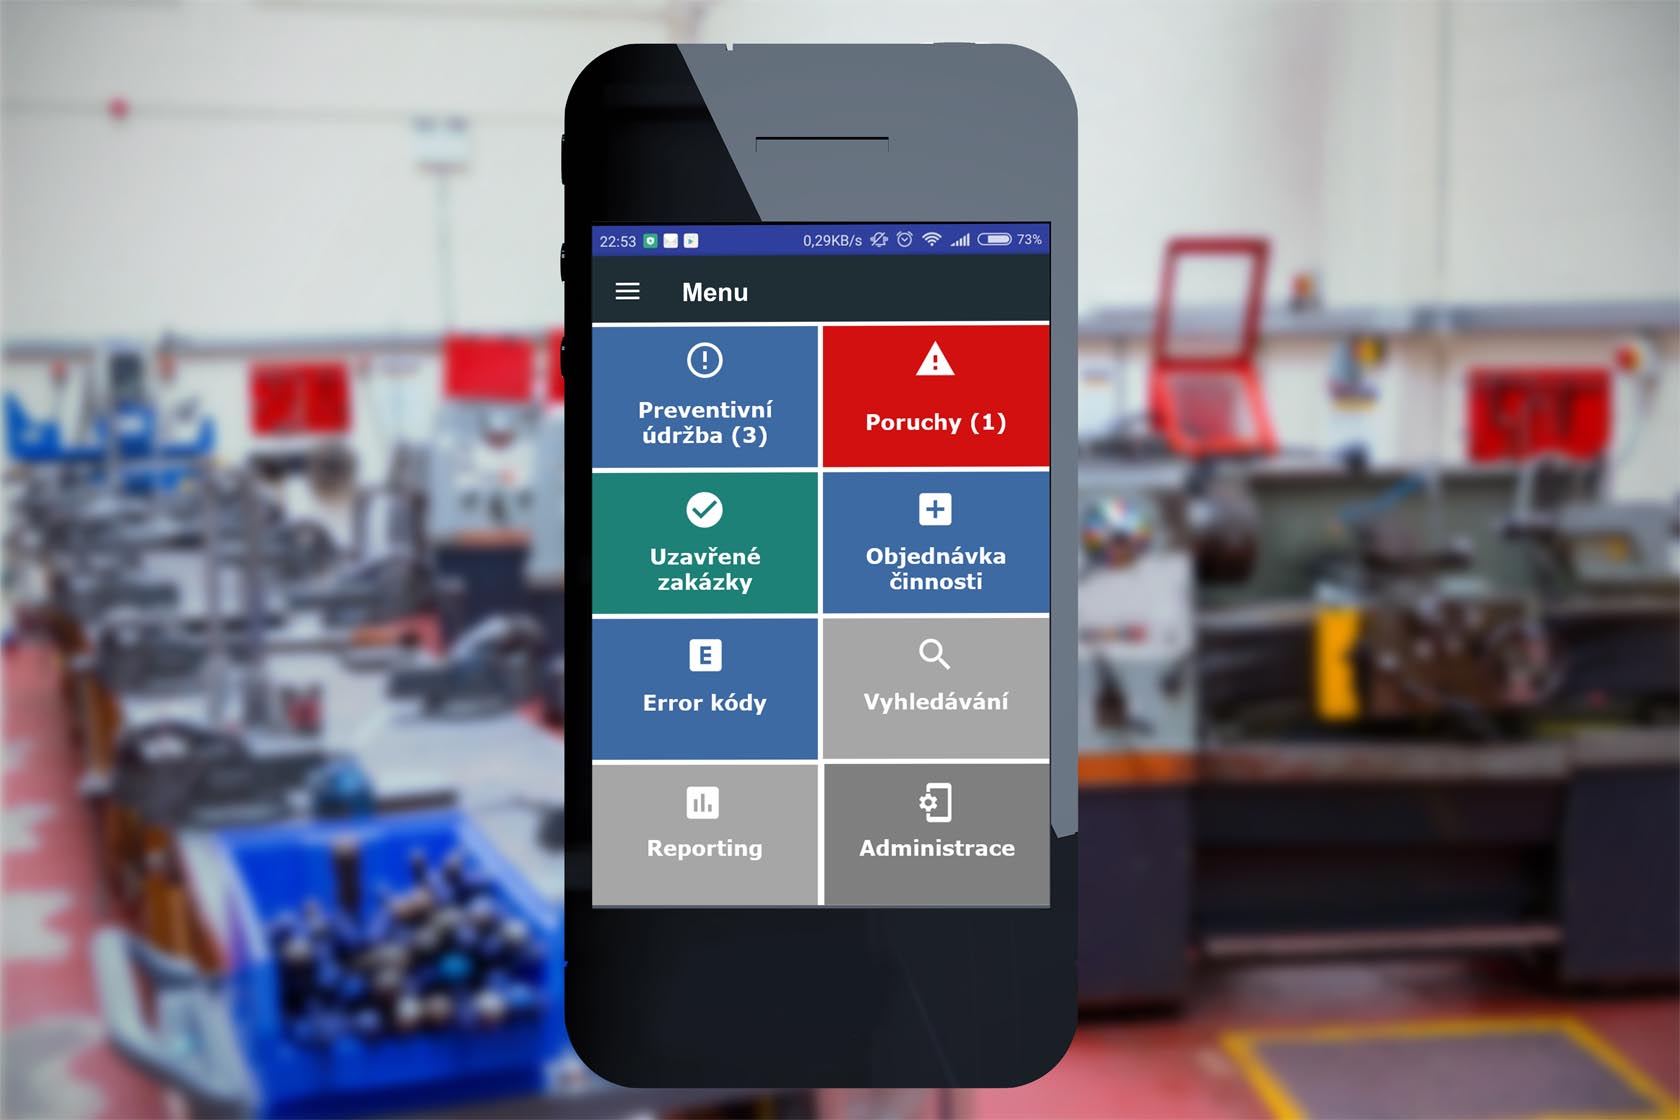 22:53 0,29KB/s 73%
Menu
Preventivní
údržba (3)
Poruchy (1)
Uzavřené
zakázky
Objednávka
činnosti
E
Error kódy
Vyhledávání
Reporting
Administrace